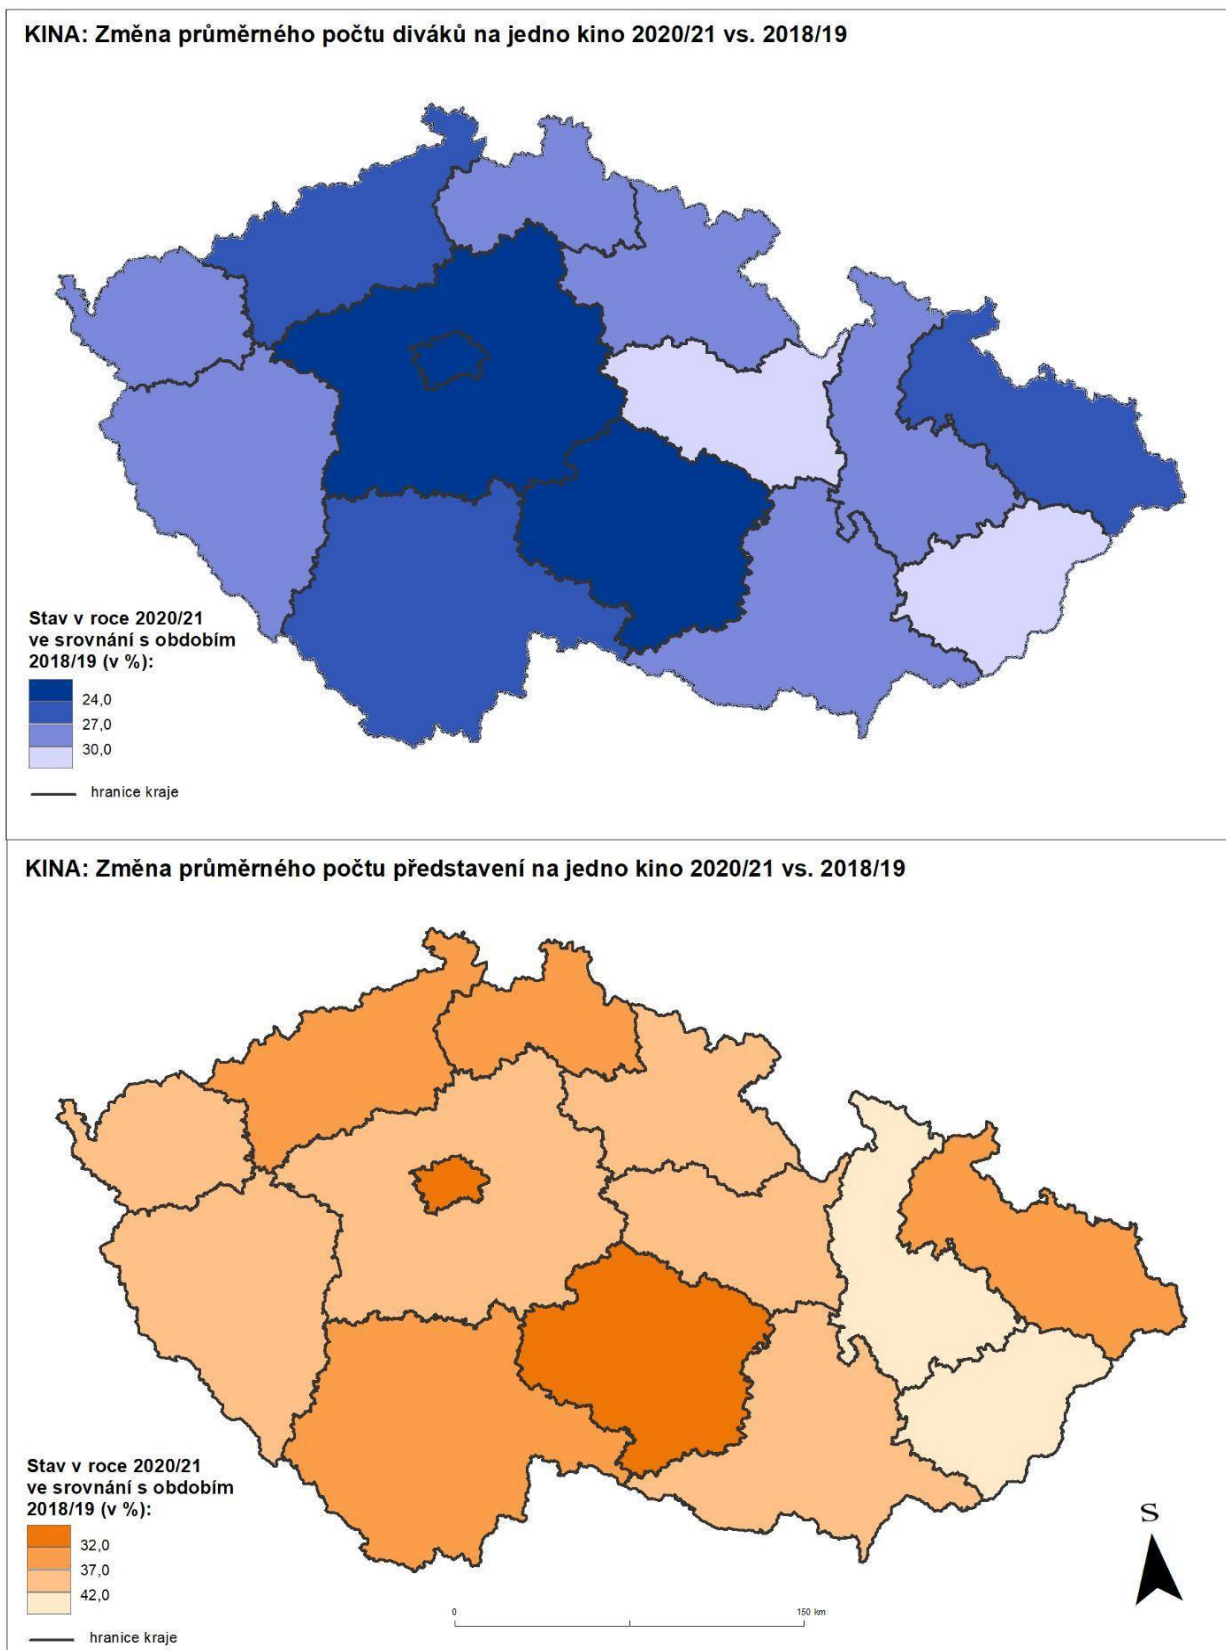 KINA: Změna průměrného počtu diváků na jedno kino 2020/21 vs. 2018/19
Stav v roce 2020/21
ve srovnání s obdobím
2018/19 (v %):
24,0
27,0
30,0
hranice kraje
KINA: Změna průměrného počtu představení na jedno kino 2020/21 vs. 2018/19
Stav v roce 2020/21
ve srovnání s obdobím
2018/19 (v %):
32,0
37,0
42,0
hranice kraje
0 150 km
S